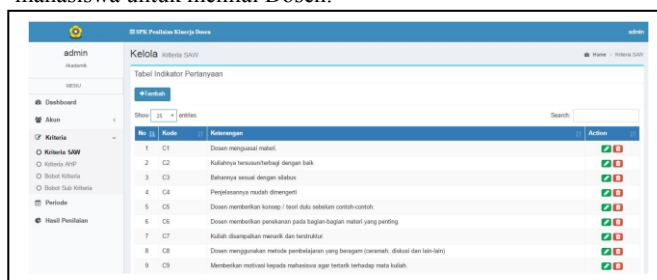 mahasiswa untuk menilai Dosen.
SPK Penilaian Kinerja Dosen admin
admin
Akademik
Kelola Kriteria SAW Home Kriteria SAW
Tabel Indikator Pertanyaan
MENU
+Tambah
Dashboard
Akun
Show 25 entries Search:
Kriteria
No Kode Keterangan Action
Kriteria SAW
1 C1 Dosen menguasai materi.
Kriteria AHP
2 C2 Kuliahnya tersusun/terbagi dengan baik
Bobot Kriteria
3 C3 Bahannya sesuai dengan silabus
Bobot Sub Kriteria
4 C4 Penjelasannya mudah dimengerti
Periode
5 C5 Dosen memberikan konsep / teori dulu sebelum contoh-contoh.
Hasil Penilaian
6 C6 Dosen memberikan penekanan pada bagian-bagian materi yang penting.
7 C7 Kuliah disampaikan menarik dan terstruktur.
8 C8 Dosen menggunakan metode pembelajaran yang beragam (ceramah, diskusi dan lain-lain)
9 C9 Memberikan motivasi kepada mahasiswa agar tertarik terhadap mata kuliah.